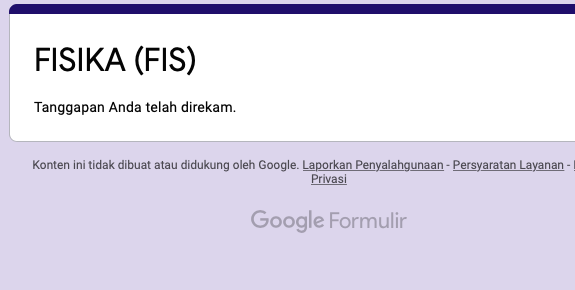 FISIKA (FIS)
Tanggapan Anda telah direkam.
Konten ini tidak dibuat atau didukung oleh Google. Laporkan Penyalahgunaan - Persyaratan Layanan -
Privasi
Google Formulir